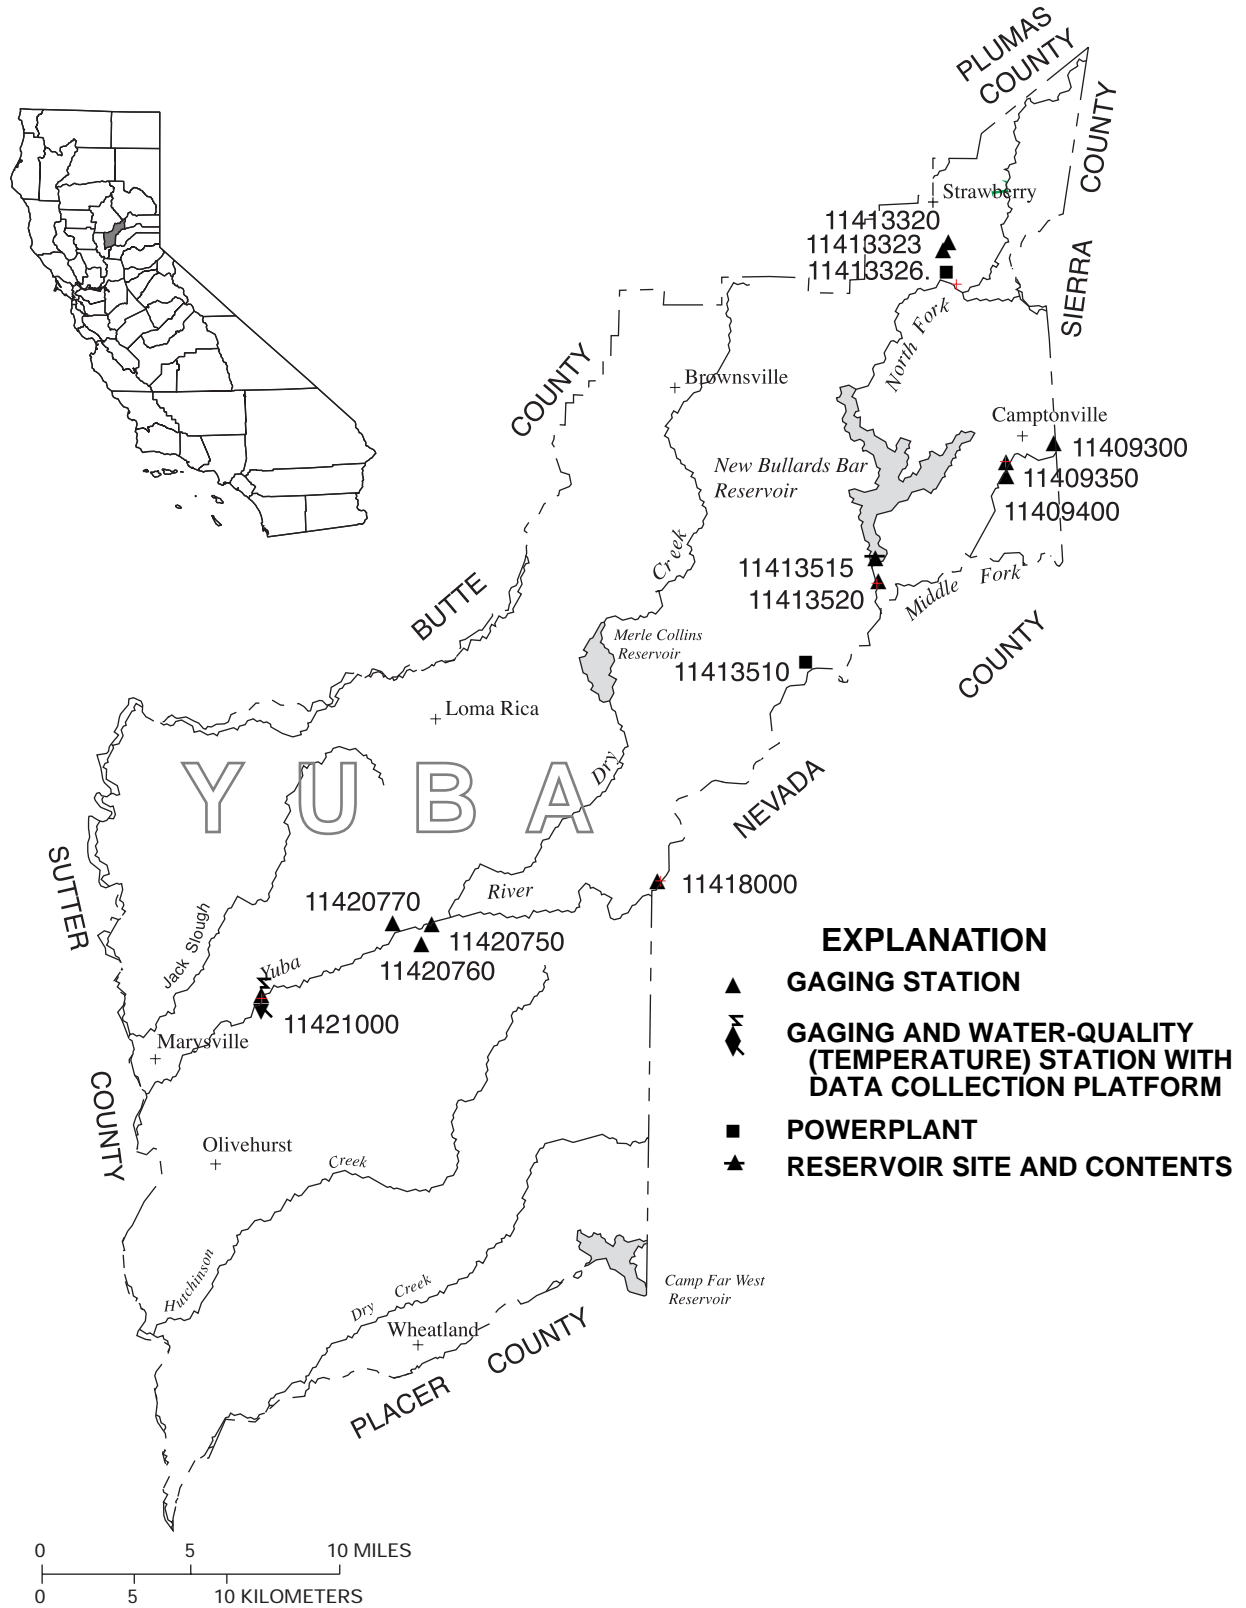 PLUMAS
COUNTY
COUNTY
SIERRA
Strawberry
11413320
11413323
11413326.
North Fork
COUNTY
BUTTE
Brownsville
Camptonville
11409300
11409350
11409400
New Bullards Bar
Reservoir
Creek
11413515
11413520
Middle Fork
COUNTY
NEVADA
Merle Collins
Reservoir
11413510
Loma Rica
YUBA
Dry
SUTTER
COUNTY
River
11418000
11420770
11420750
11420760
Jack Slough
Yuba
11421000
Marysville
Olivehurst
Creek
Hutchinson
Dry Creek
Wheatland
Camp Far West
Reservoir
PLACER COUNTY
EXPLANATION
GAGING STATION
GAGING AND WATER-QUALITY
(TEMPERATURE) STATION WITH
DATA COLLECTION PLATFORM
POWERPLANT
RESERVOIR SITE AND CONTENTS
0 5 10 MILES
0 5 10 KILOMETERS